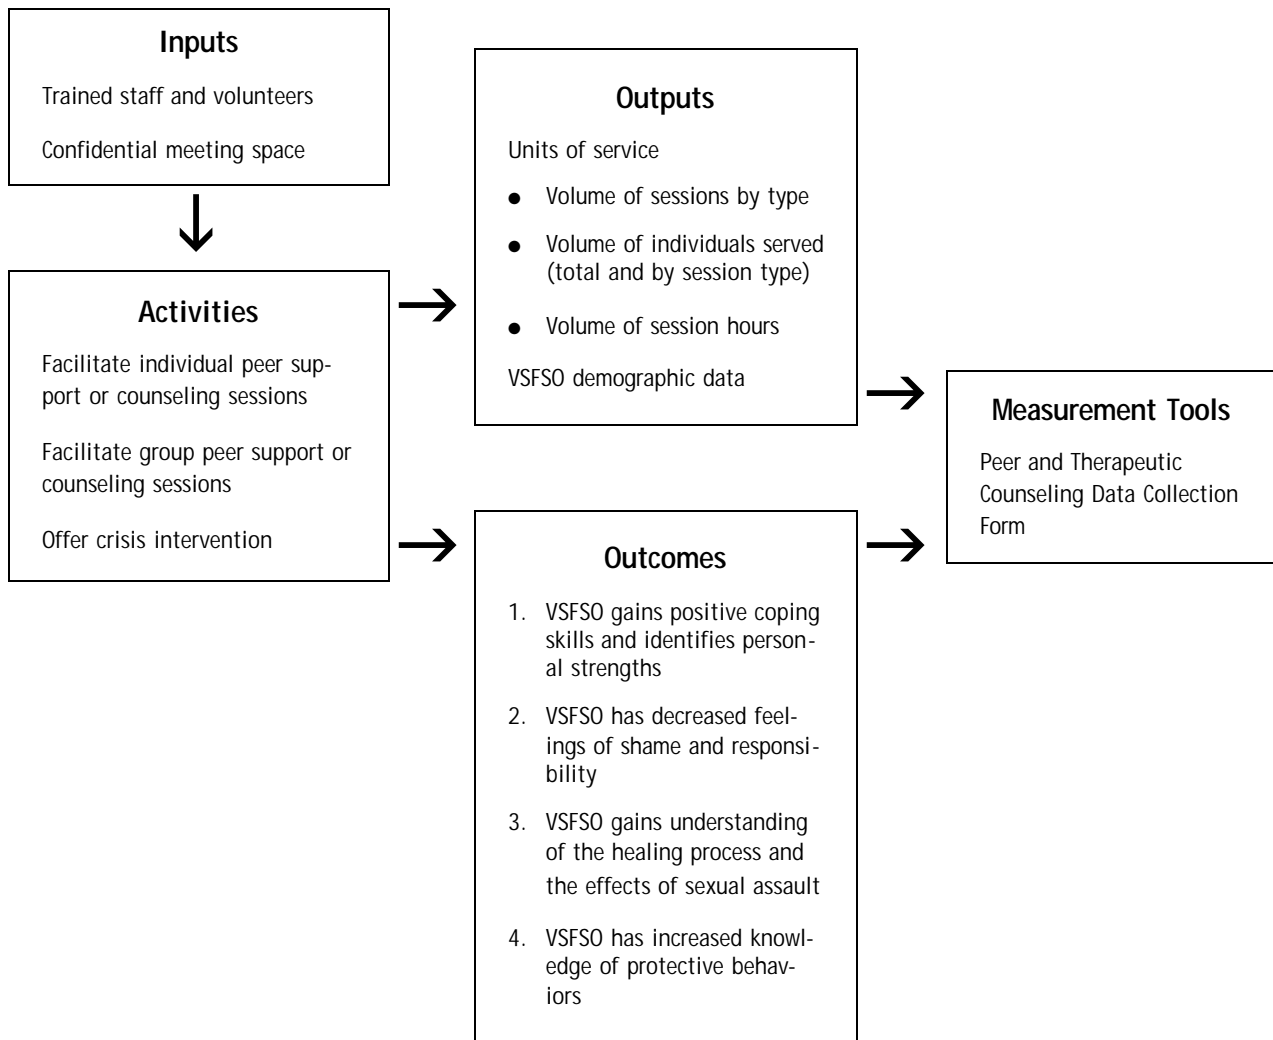 Inputs
Trained staff and volunteers
Confidential meeting space
Activities
Facilitate individual peer sup-
port or counseling sessions
Facilitate group peer support or
counseling sessions
Offer crisis intervention
Outputs
Units of service
● Volume of sessions by type
● Volume of individuals served
(total and by session type)
● Volume of session hours
VSFSO demographic data
Outcomes
1. VSFSO gains positive coping
skills and identifies person-
al strengths
2. VSFSO has decreased feel-
ings of shame and responsi-
bility
3. VSFSO gains understanding
of the healing process and
the effects of sexual assault
4. VSFSO has increased knowl-
edge of protective behav-
iors
Measurement Tools
Peer and Therapeutic
Counseling Data Collection
Form